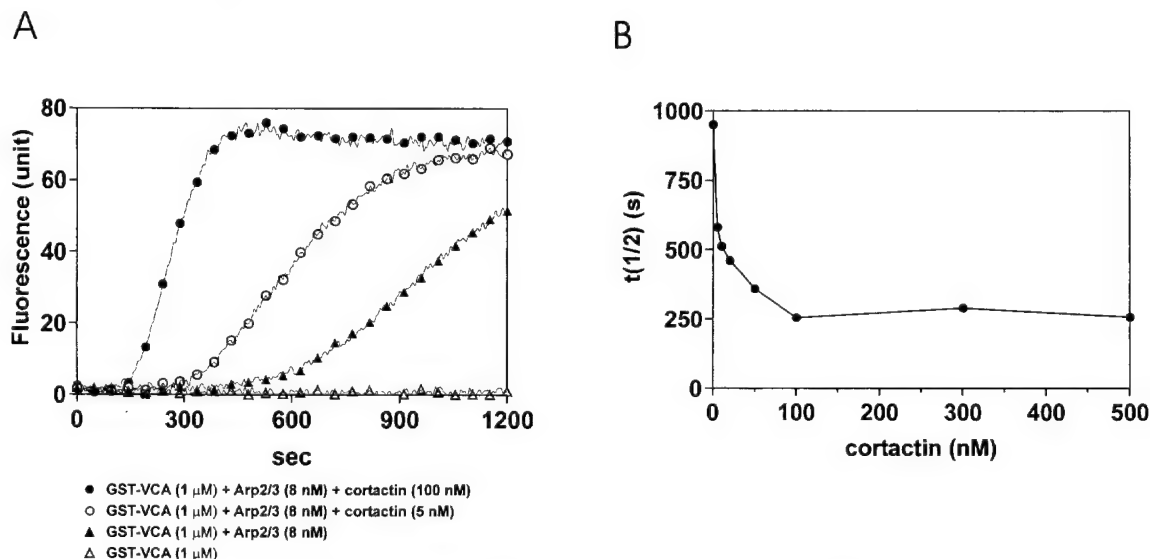 A
B
Fluorescence (unit)
80
60
40
20
0
0
300
600
900
1200
sec
● GST-VCA (1 μM) + Arp2/3 (8 nM) + cortactin (100 nM)
○ GST-VCA (1 μM) + Arp2/3 (8 nM) + cortactin (5 nM)
▲ GST-VCA (1 μM) + Arp2/3 (8 nM)
△ GST-VCA (1 μM)
t(1/2) (s)
1000
750
500
250
0
0
100
200
300
400
500
cortactin (nM)